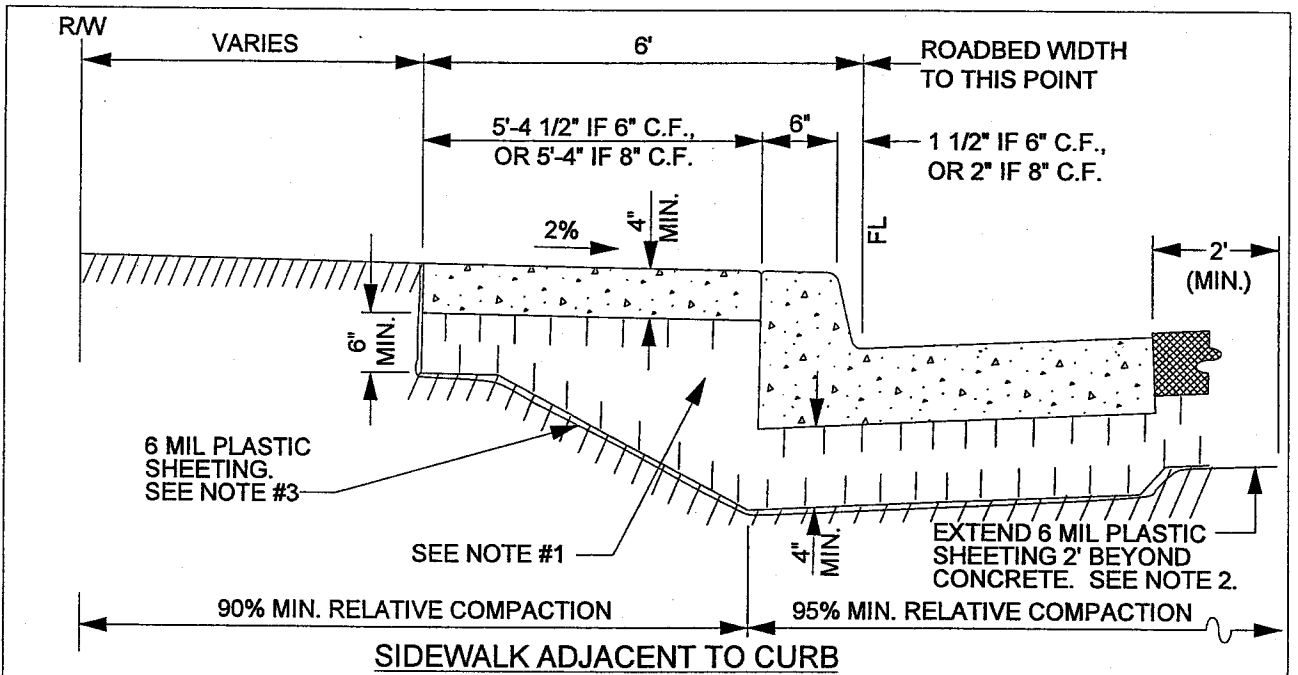 R/W
VARIES
6'
ROADBED WIDTH
TO THIS POINT
5'-4 1/2" IF 6" C.F.,
OR 5'-4" IF 8" C.F.
6"
1 1/2" IF 6" C.F.,
OR 2" IF 8" C.F.
2%
4"
MIN.
FL
2'
(MIN.)
6"
MIN.
6 MIL PLASTIC
SHEETING.
SEE NOTE #3
SEE NOTE #1
4"
MIN.
EXTEND 6 MIL PLASTIC
SHEETING 2' BEYOND
CONCRETE. SEE NOTE 2.
90% MIN. RELATIVE COMPACTION
95% MIN. RELATIVE COMPACTION
SIDEWALK ADJACENT TO CURB